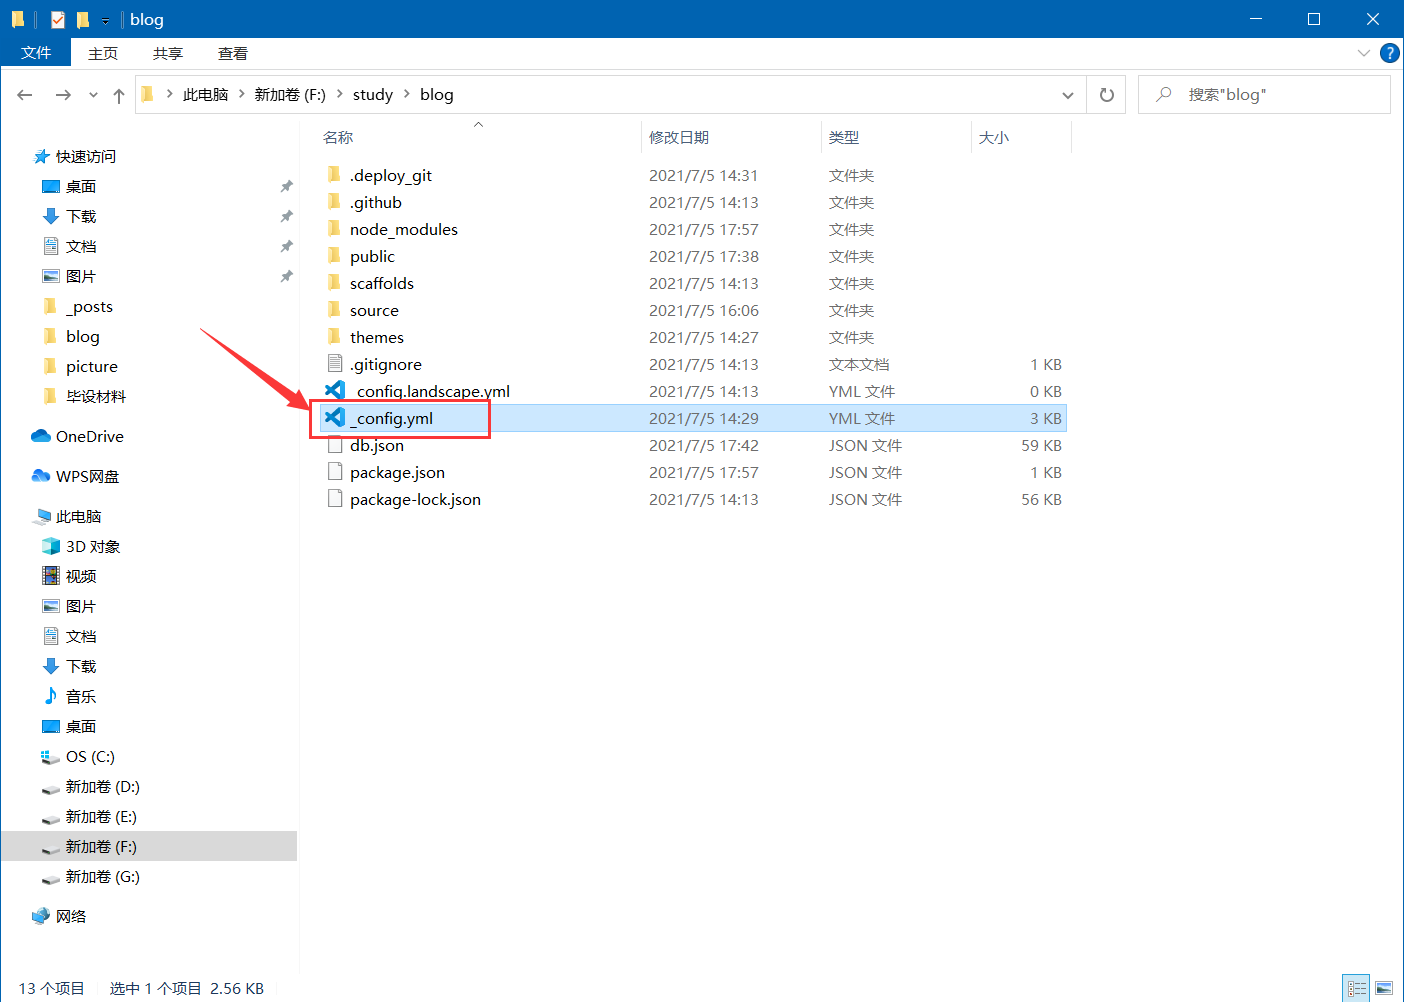 blog
文件 主页 共享 查看
此电脑 新加卷 (F:) study blog 搜索"blog"
名称 修改日期 类型 大小
快速访问
桌面
下载
文档
图片
_posts
blog
picture
毕设材料
OneDrive
WPS网盘
此电脑
3D 对象
视频
图片
文档
下载
音乐
桌面
OS (C:)
新加卷 (D:)
新加卷 (E:)
新加卷 (F:)
新加卷 (G:)
网络
.deploy_git 2021/7/5 14:31 文件夹
.github 2021/7/5 14:13 文件夹
node_modules 2021/7/5 17:57 文件夹
public 2021/7/5 17:38 文件夹
scaffolds 2021/7/5 14:13 文件夹
source 2021/7/5 16:06 文件夹
themes 2021/7/5 14:27 文件夹
.gitignore 2021/7/5 14:13 文本文档 1 KB
_config.landscape.yml 2021/7/5 14:13 YML 文件 0 KB
_config.yml 2021/7/5 14:29 YML 文件 3 KB
db.json 2021/7/5 17:42 JSON 文件 59 KB
package.json 2021/7/5 17:57 JSON 文件 1 KB
package-lock.json 2021/7/5 14:13 JSON 文件 56 KB
13 个项目 选中 1 个项目 2.56 KB